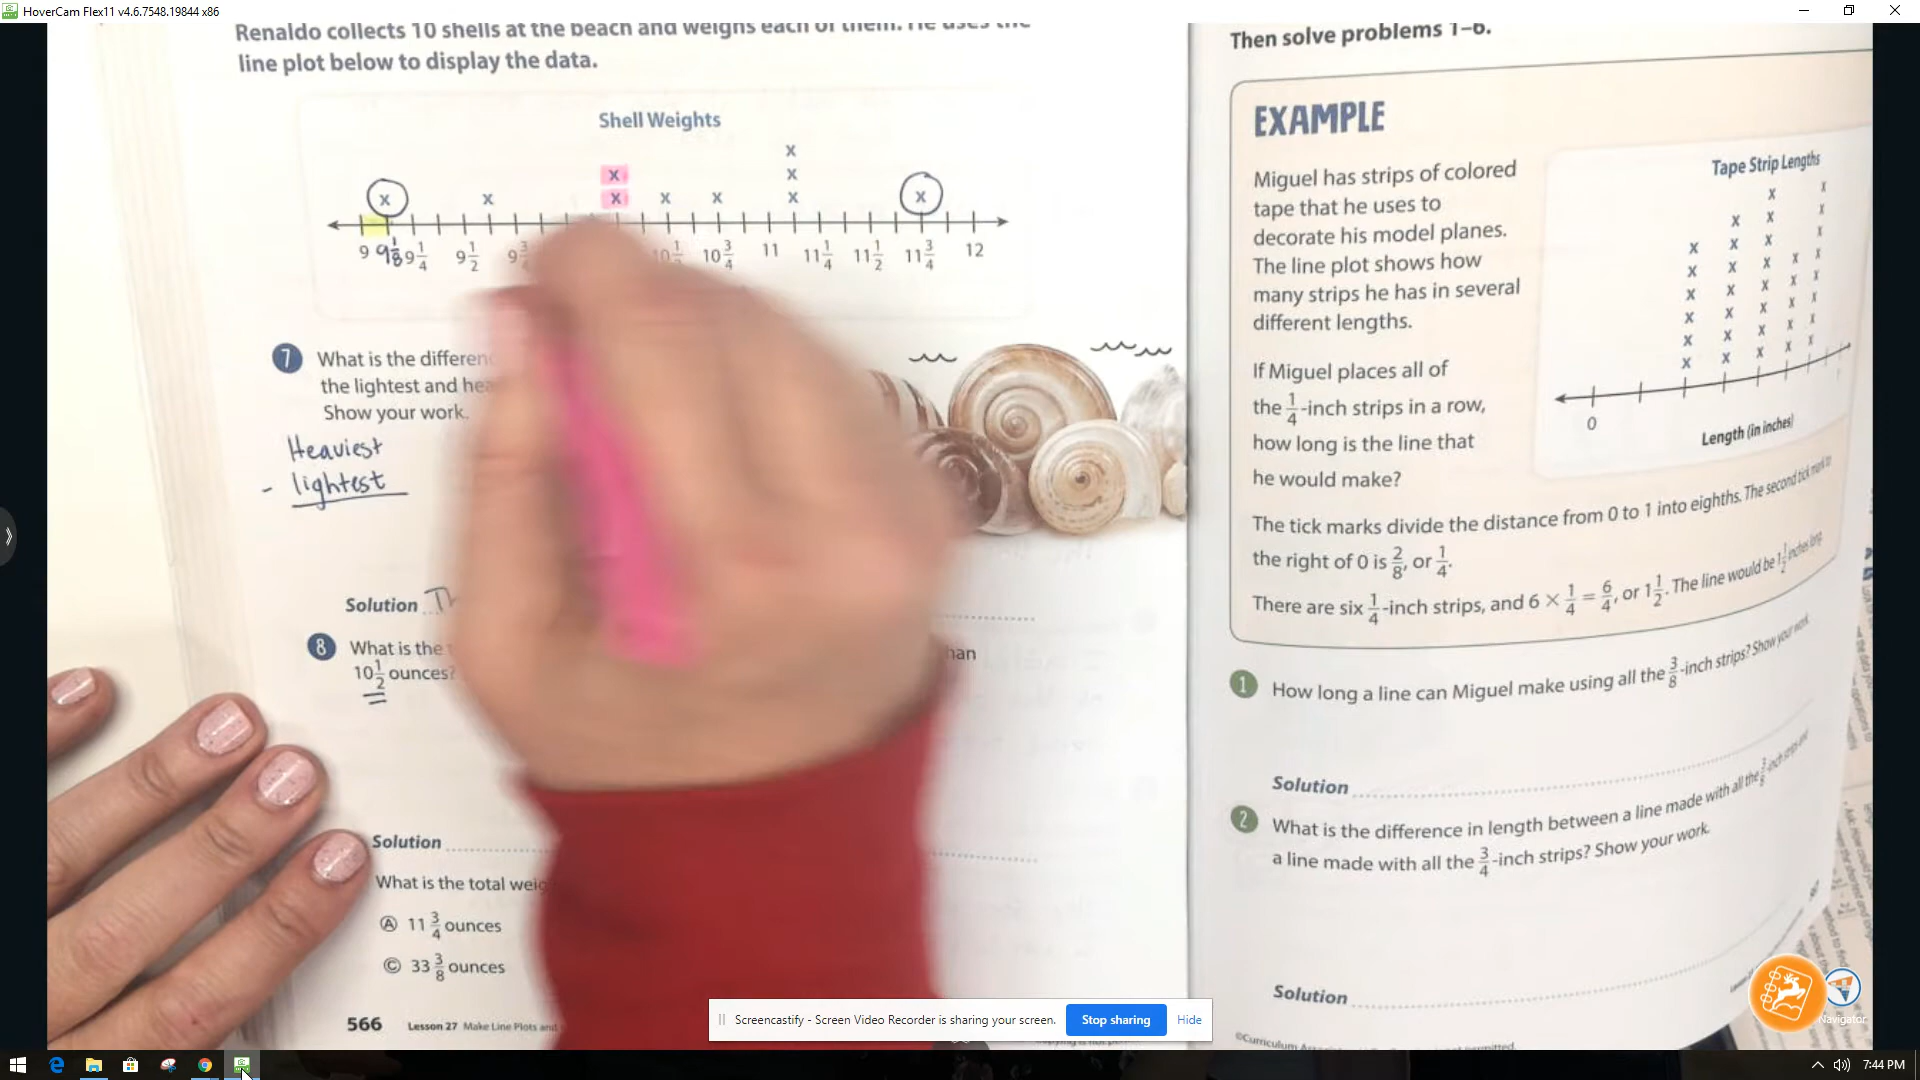 HoverCam Flex11 v4.6.7548.19844 x86
Renaldo collects 10 shells at the beach and weighs each of them. He uses the
line plot below to display the data.
Shell Weights
x
x x
x x x x x x x x
9 9 1/8 9 1/4 9 1/2 10 3/4 11 11 1/4 11 1/2 11 3/4 12
7 What is the
the lightest and
Show your work.
Heaviest
- lightest
Solution
8 What is the
10 1/2 ounces?
Solution
What is the total
A 11 3/4 ounces
C 33 3/8 ounces
566 Lesson 27 Make Line Plots and
Then solve problems 1–6.
EXAMPLE
Miguel has strips of colored
tape that he uses to
decorate his model planes.
The line plot shows how
many strips he has in several
different lengths.
If Miguel places all of
the 1/4-inch strips in a row,
how long is the line that
he would make?
Tape Strip Lengths
0
Length (in inches)
The tick marks divide the distance from 0 to 1 into eighths. The second tick mark to
the right of 0 is 2/8, or 1/4.
There are six 1/4-inch strips, and 6 × 1/4 = 6/4, or 1 1/2. The line would be 1 1/2 inches long.
1 How long a line can Miguel make using all the 3/8-inch strips? Show your work.
Solution
2 What is the difference in length between a line made with all the -inch strips and
a line made with all the 3/4-inch strips? Show your work.
Solution
Navigator
Screencastify - Screen Video Recorder is sharing your screen. Stop sharing Hide
7:44 PM